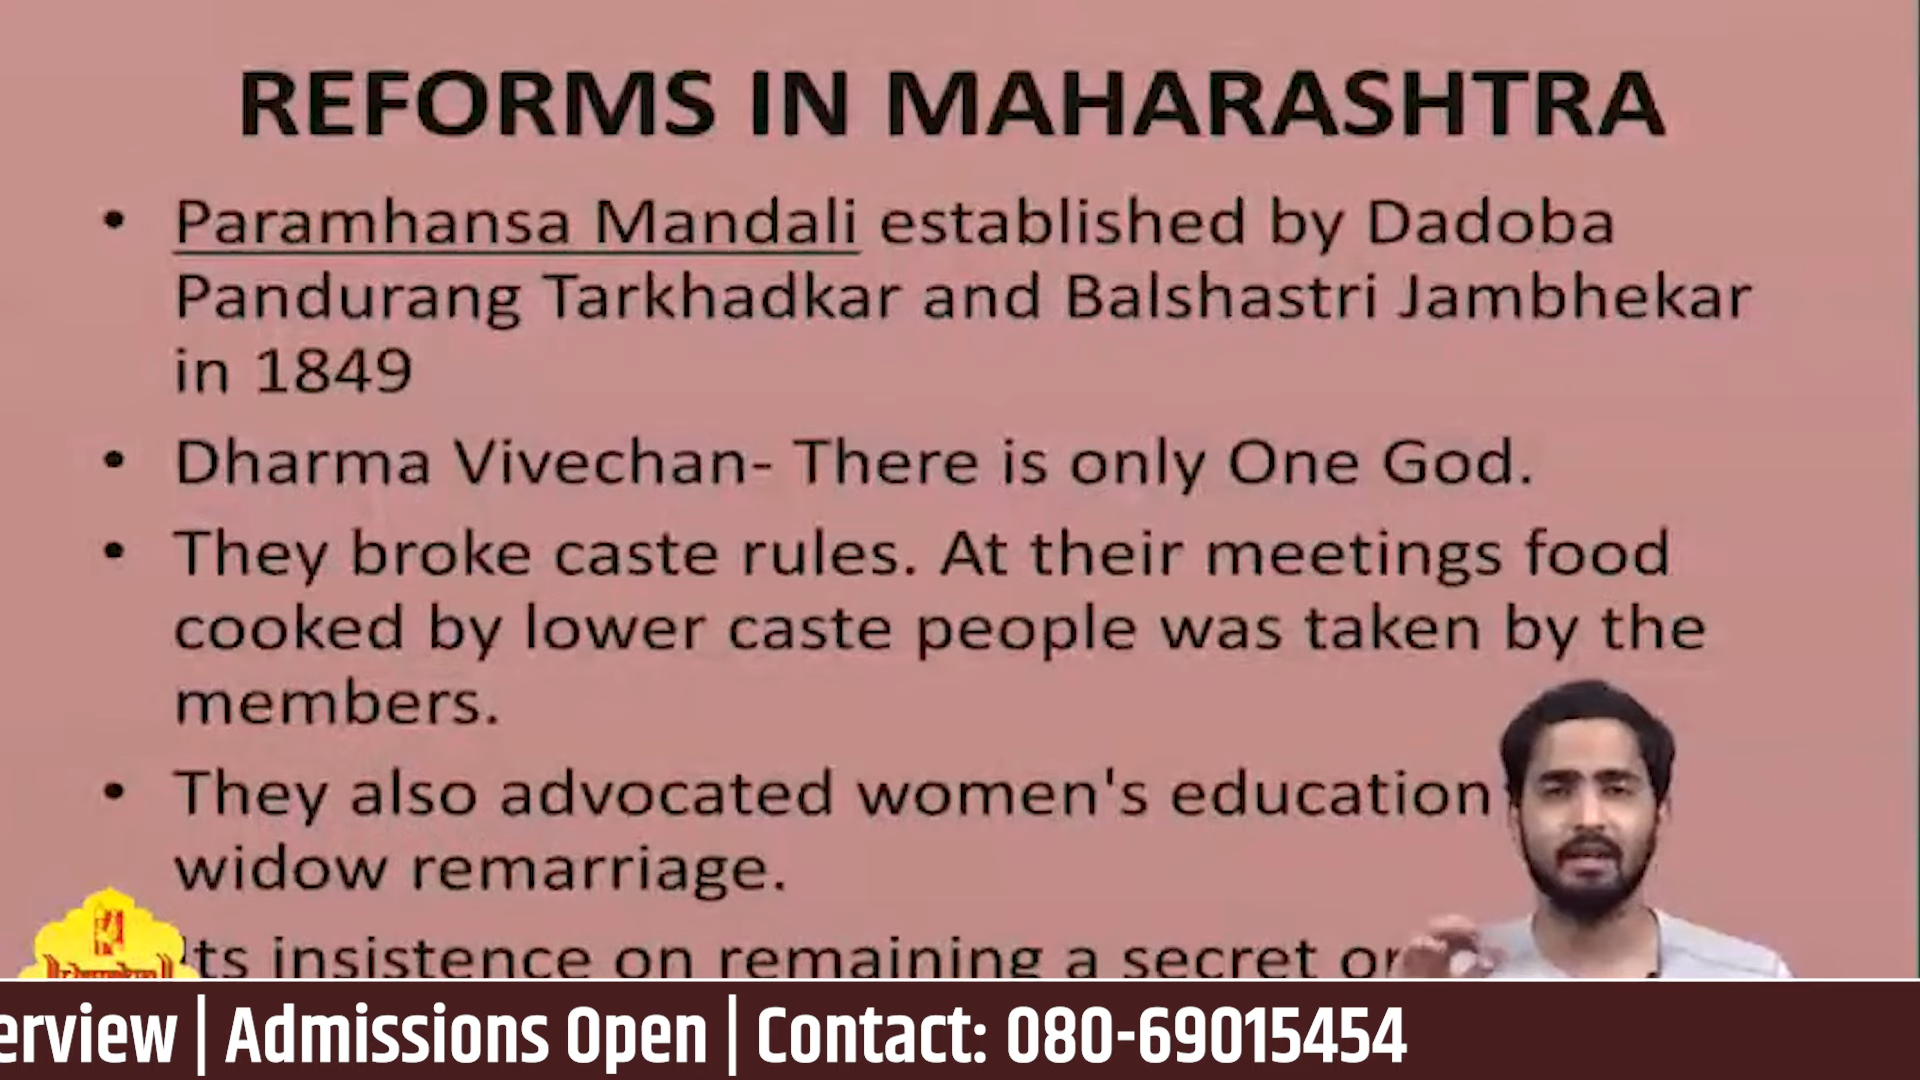 REFORMS IN MAHARASHTRA
• Paramhansa Mandali established by Dadoba
Pandurang Tarkhadkar and Balshastri Jambhekar
in 1849
• Dharma Vivechan- There is only One God.
• They broke caste rules. At their meetings food
cooked by lower caste people was taken by the
members.
• They also advocated women's education
widow remarriage.
Its insistence on remaining a secret
erview | Admissions Open | Contact: 080-69015454